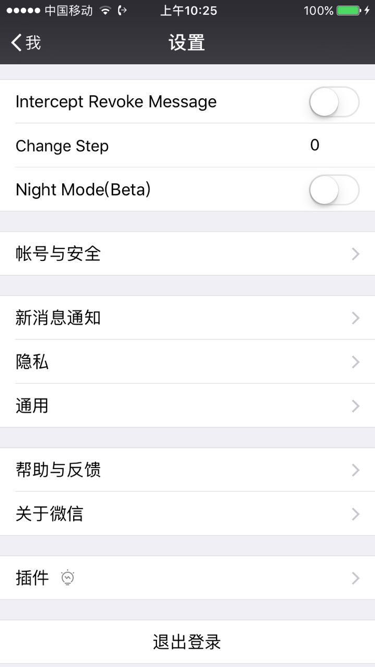 中国移动 上午10:25 100%
我 设置
Intercept Revoke Message
Change Step 0
Night Mode(Beta)
帐号与安全
新消息通知
隐私
通用
帮助与反馈
关于微信
插件
退出登录